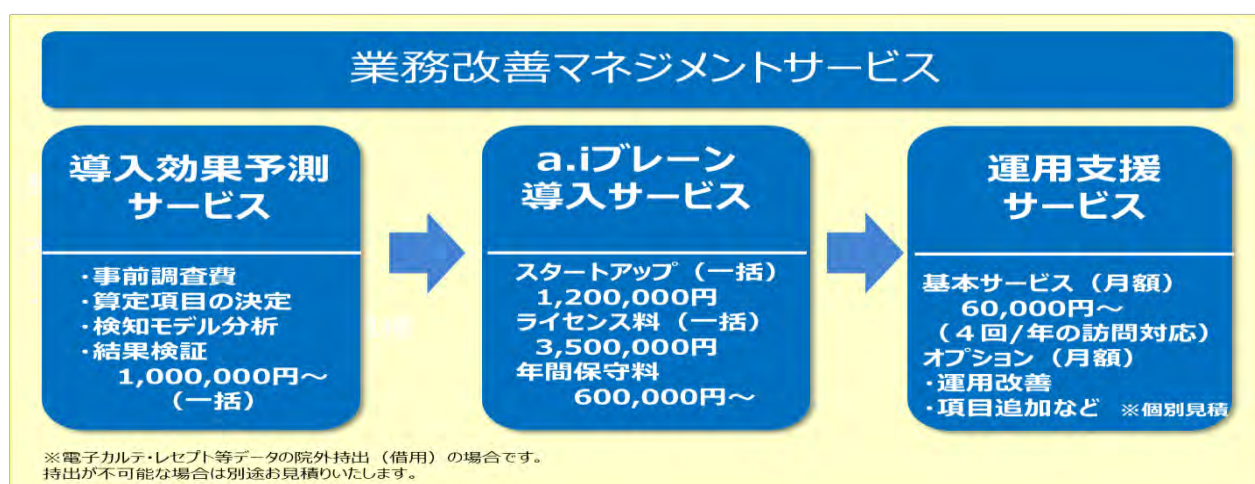 業務改善マネジメントサービス
導入効果予測
サービス
・事前調査費
・算定項目の決定
・検知モデル分析
・結果検証
1,000,000円～
(一括)
a.iブレーン
導入サービス
スタートアップ（一括）
1,200,000円
ライセンス料（一括）
3,500,000円
年間保守料
600,000円～
運用支援
サービス
基本サービス（月額）
60,000円～
(４回/年の訪問対応)
オプション（月額）
・運用改善
・項目追加など ※個別見積
※電子カルテ・レセプト等データの院外持出（借用）の場合です。
持出が不可能な場合は別途お見積りいたします。